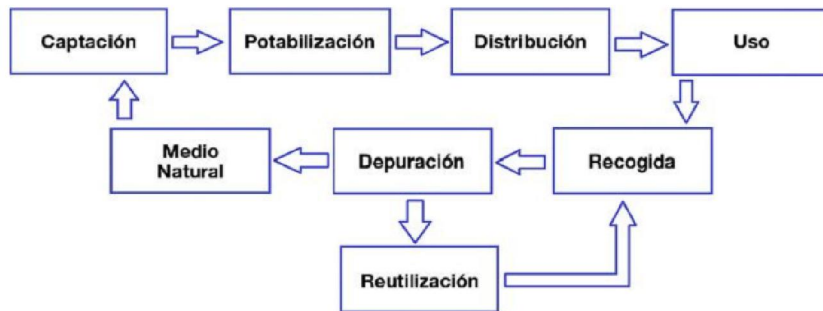 Captación
Potabilización
Distribución
Uso
Medio
Natural
Depuración
Recogida
Reutilización